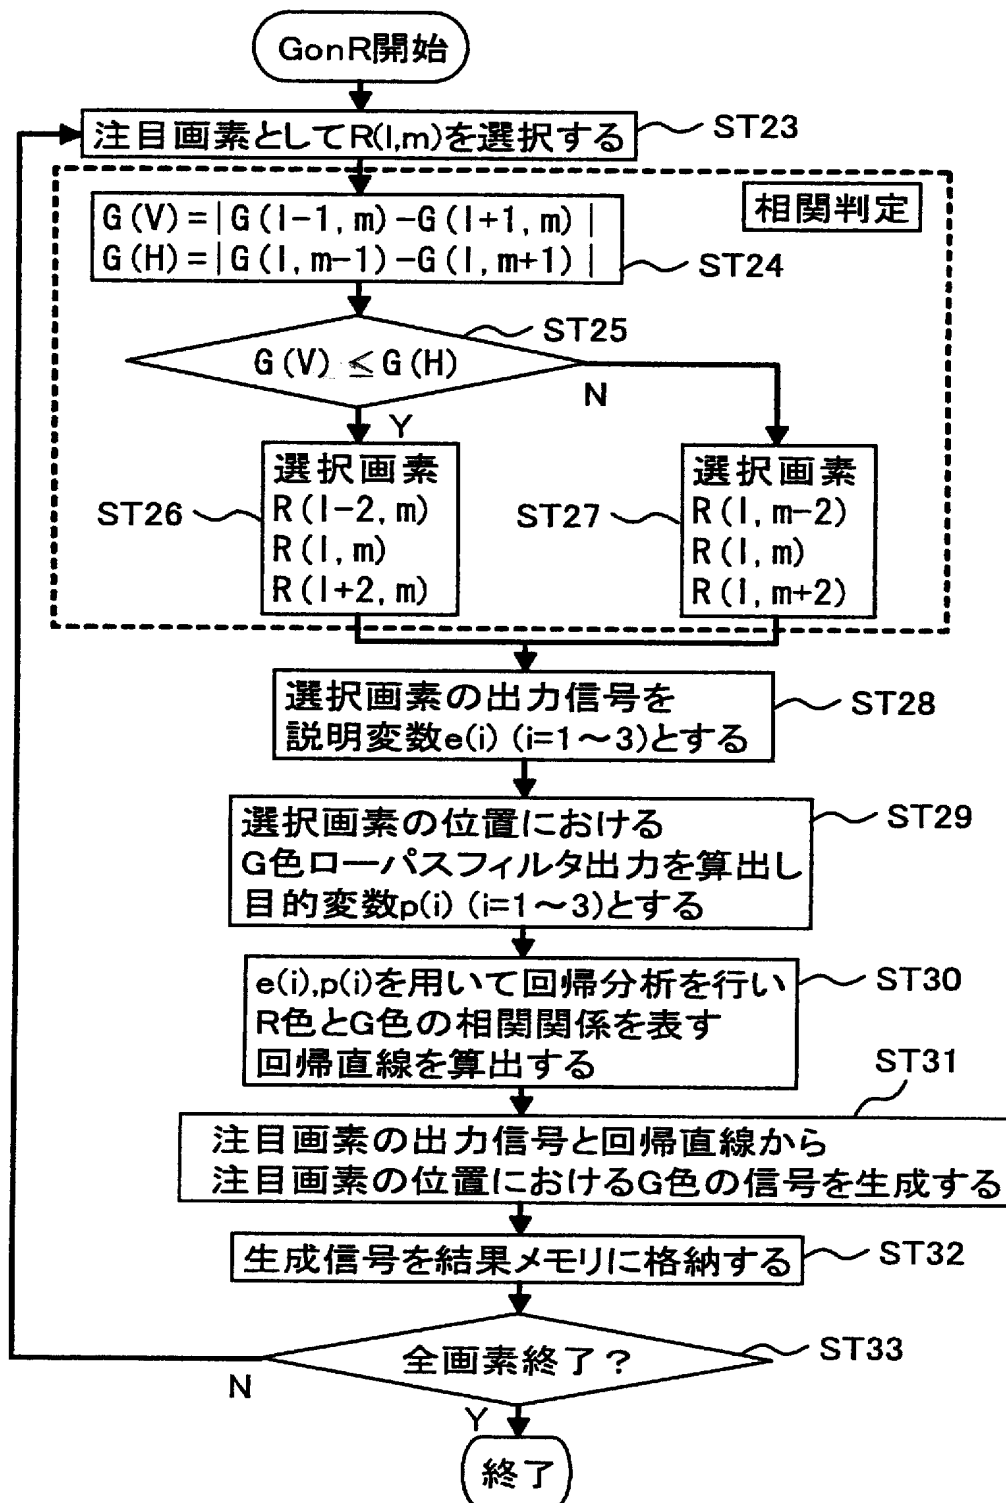 GonR開始
注目画素としてR(l,m)を選択する
ST23
相関判定
G(V)=|G(l-1,m)-G(l+1,m)|
G(H)=|G(l,m-1)-G(l,m+1)|
ST24
ST25
G(V)≦G(H)
N
Y
選択画素
R(l-2,m)
R(l,m)
R(l+2,m)
ST26
選択画素
R(l,m-2)
R(l,m)
R(l,m+2)
ST27
選択画素の出力信号を
説明変数e(i) (i=1～3)とする
ST28
選択画素の位置における
G色ローパスフィルタ出力を算出し
目的変数p(i) (i=1～3)とする
ST29
e(i),p(i)を用いて回帰分析を行い
R色とG色の相関関係を表す
回帰直線を算出する
ST30
ST31
注目画素の出力信号と回帰直線から
注目画素の位置におけるG色の信号を生成する
生成信号を結果メモリに格納する
ST32
全画素終了?
ST33
N
Y
終了